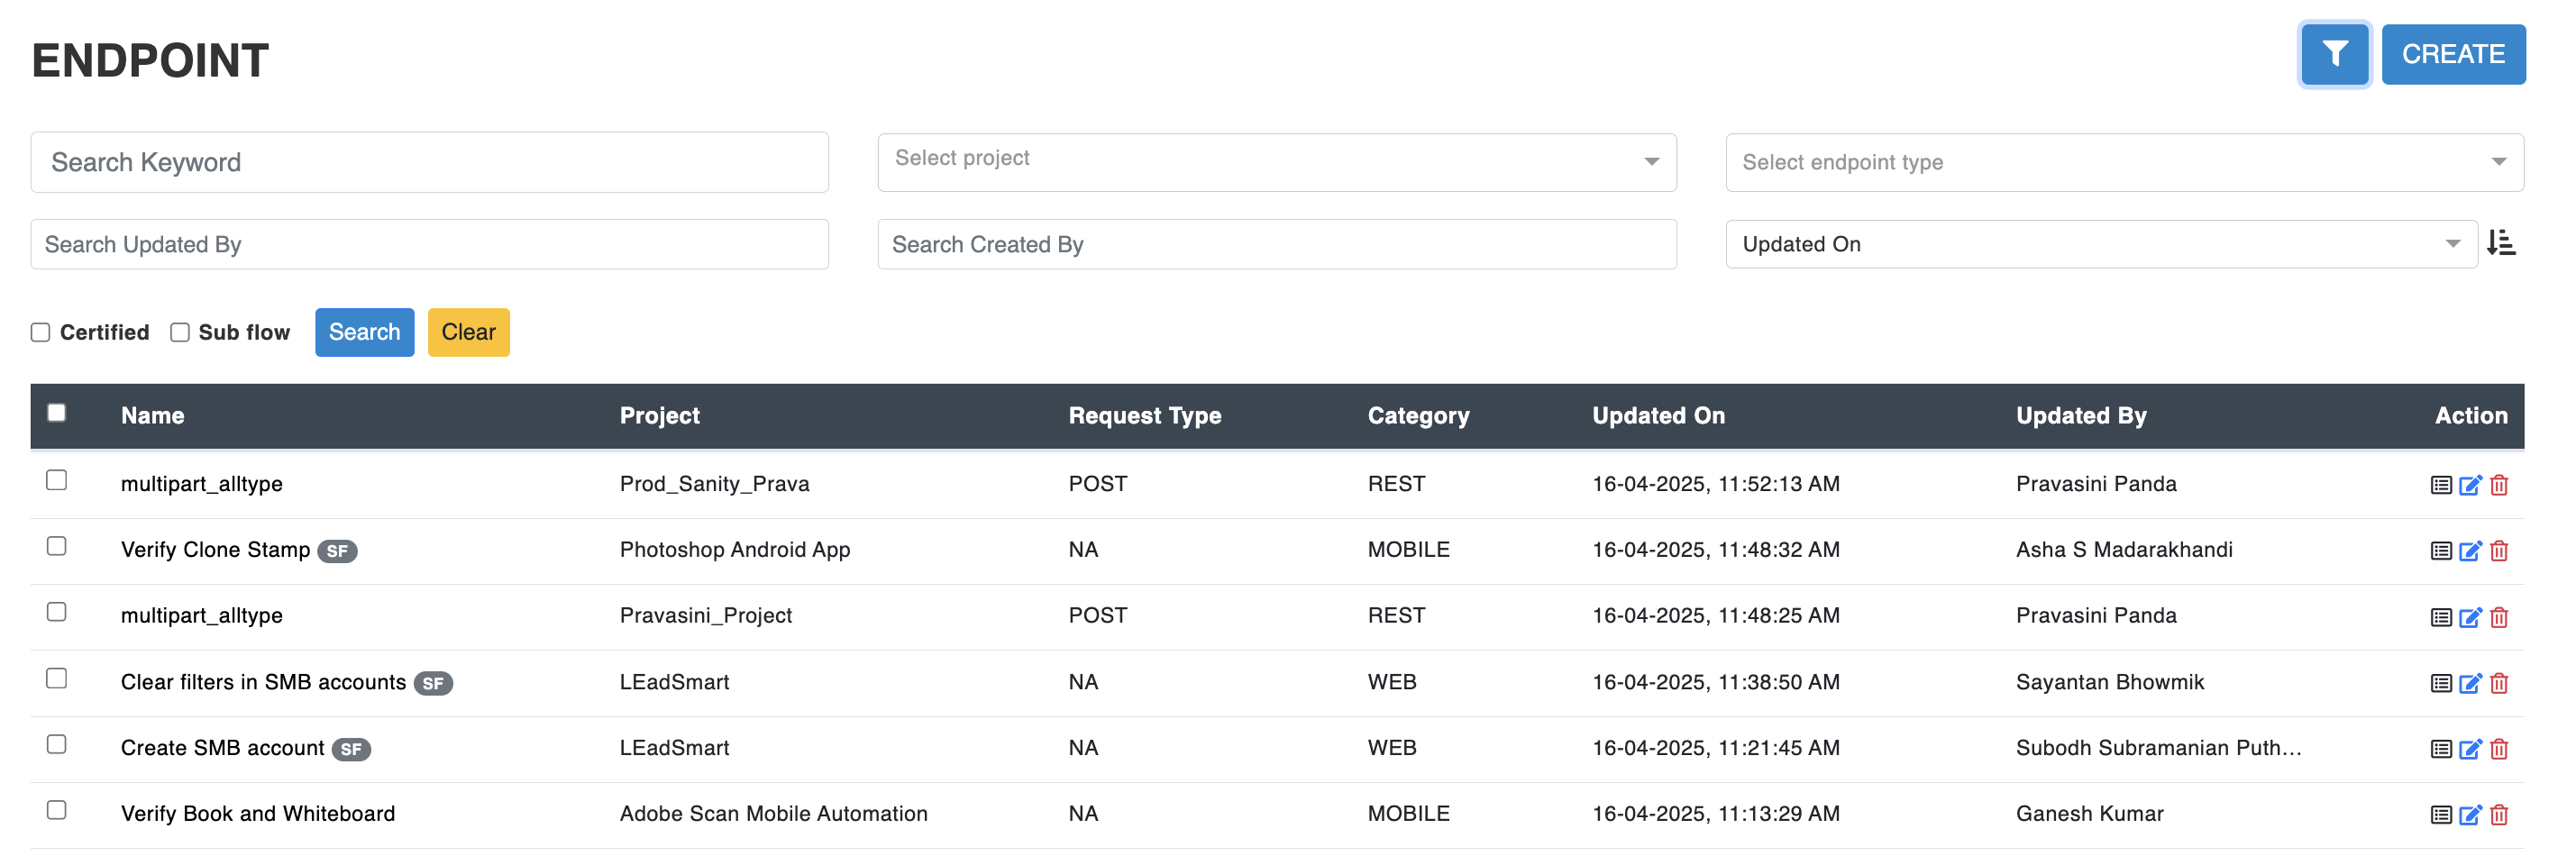 ENDPOINT
CREATE
Search Keyword
Select project
Select endpoint type
Search Updated By
Search Created By
Updated On
Certified
Sub flow
Search
Clear
Name Project Request Type Category Updated On Updated By Action
multipart_alltype Prod_Sanity_Prava POST REST 16-04-2025, 11:52:13 AM Pravasini Panda
Verify Clone Stamp SF Photoshop Android App NA MOBILE 16-04-2025, 11:48:32 AM Asha S Madarakhandi
multipart_alltype Pravasini_Project POST REST 16-04-2025, 11:48:25 AM Pravasini Panda
Clear filters in SMB accounts SF LEadSmart NA WEB 16-04-2025, 11:38:50 AM Sayantan Bhowmik
Create SMB account SF LEadSmart NA WEB 16-04-2025, 11:21:45 AM Subodh Subramanian Puth...
Verify Book and Whiteboard Adobe Scan Mobile Automation NA MOBILE 16-04-2025, 11:13:29 AM Ganesh Kumar